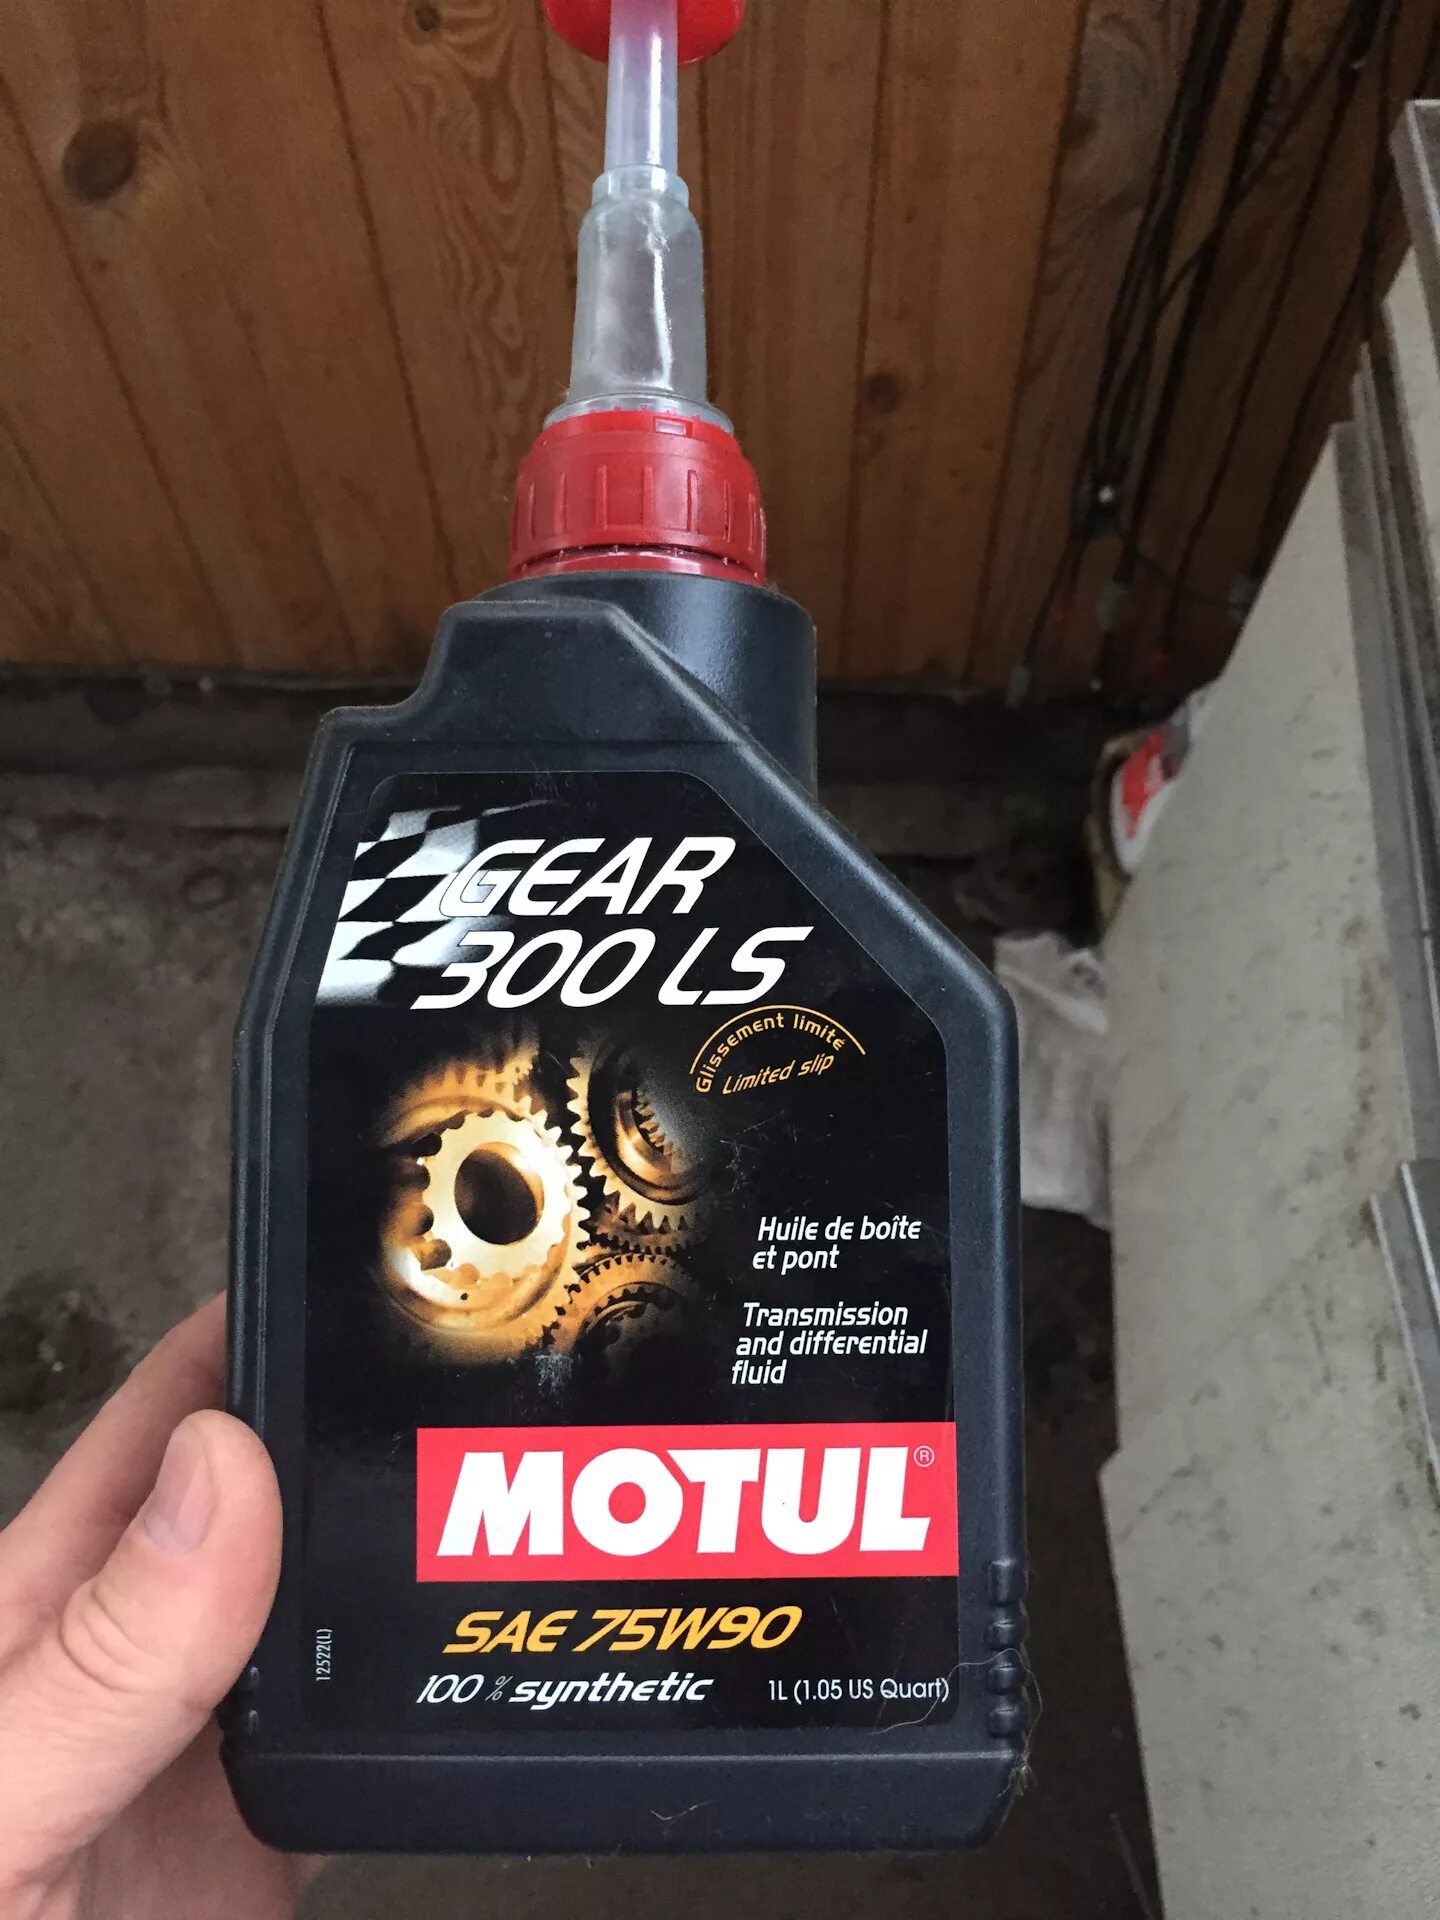 GEAR
300 LS
Glissement limité
Limited slip
Huile de boîte
et pont
Transmission
and differential
fluid
MOTUL®
SAE 75W90
100 % synthetic
1L (1.05 US Quart)
12522(L)